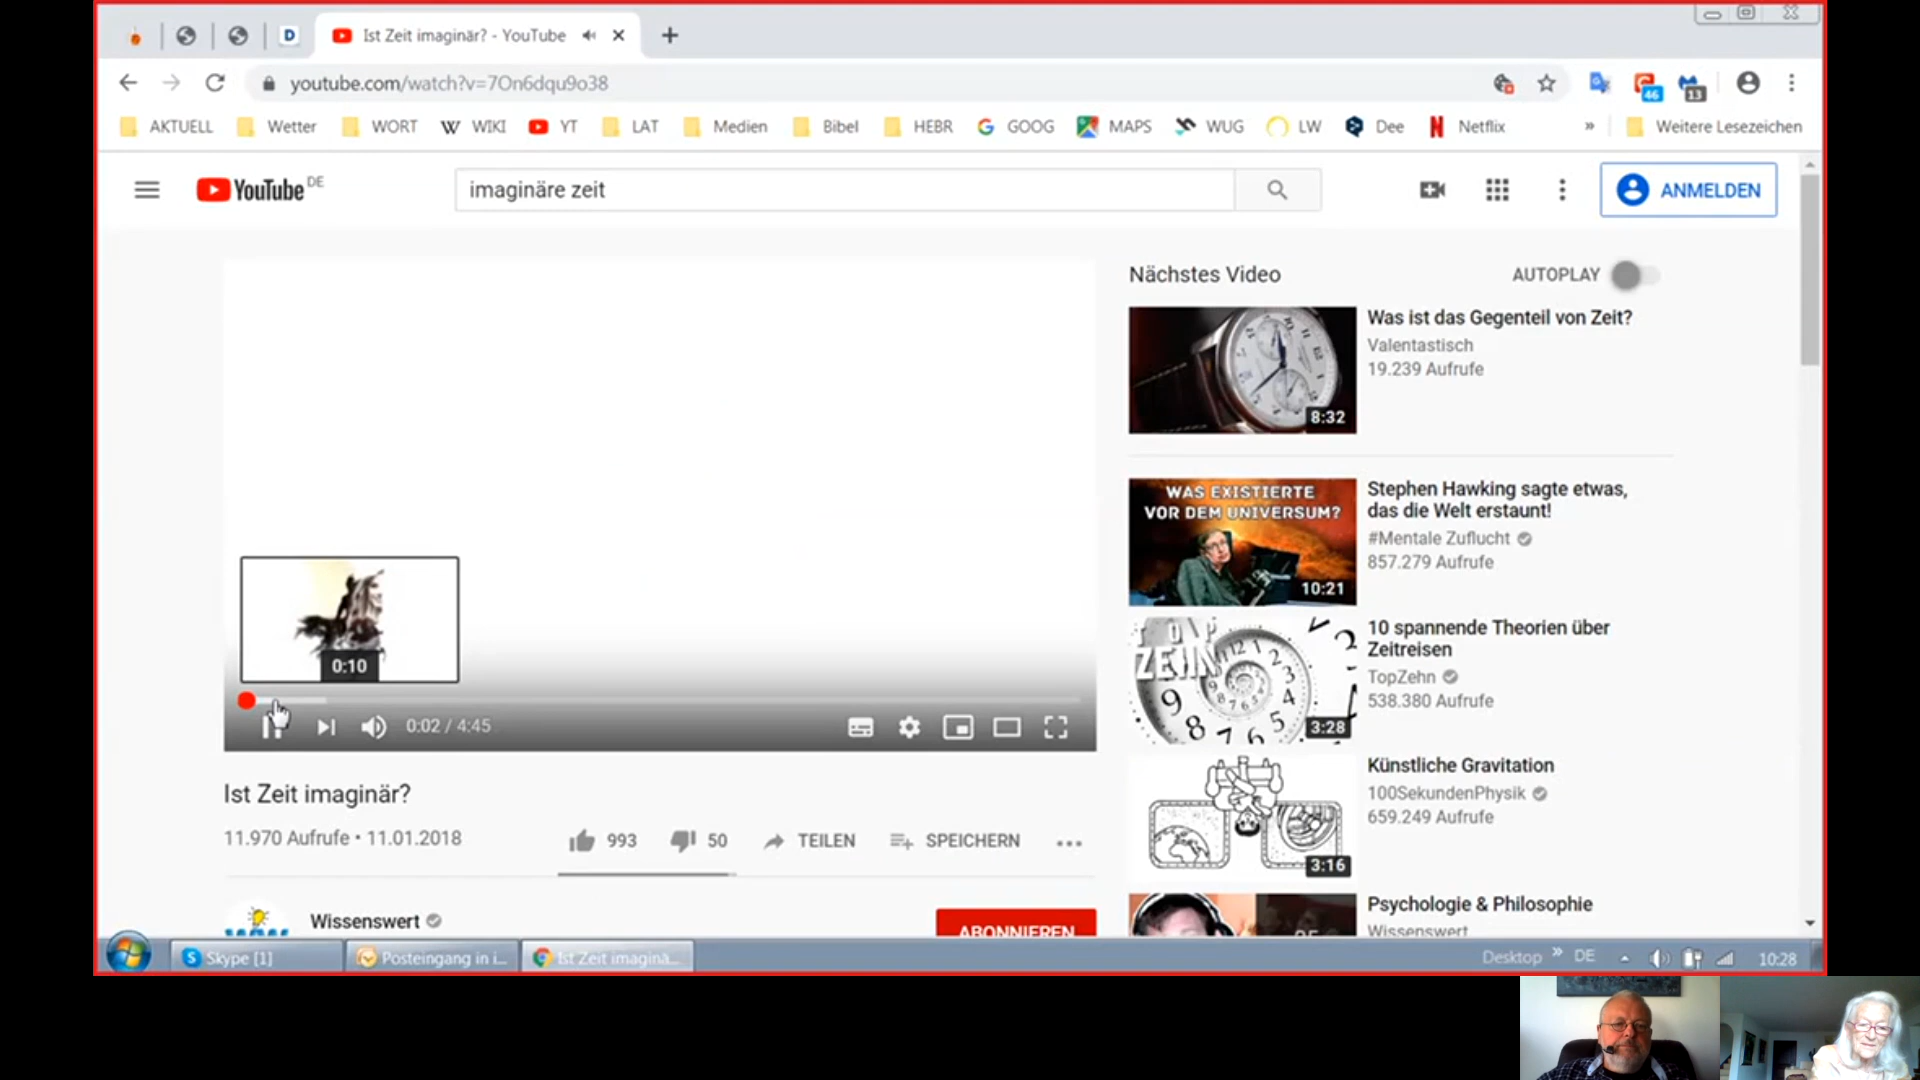 D
Ist Zeit imaginär? - YouTube
youtube.com/watch?v=7On6dqu9o38
46
13
AKTUELL
Wetter
WORT
W WIKI
YT
LAT
Medien
Bibel
HEBR
G GOOG
MAPS
WUG
LW
Dee
Netflix
»
Weitere Lesezeichen
YouTube DE
imaginäre zeit
ANMELDEN
Nächstes Video
AUTOPLAY
Was ist das Gegenteil von Zeit?
Valentastisch
19.239 Aufrufe
8:32
WAS EXISTIERTE
VOR DEM UNIVERSUM?
10:21
Stephen Hawking sagte etwas,
das die Welt erstaunt!
#Mentale Zuflucht
857.279 Aufrufe
TOP
ZEHN
3:28
10 spannende Theorien über
Zeitreisen
TopZehn
538.380 Aufrufe
Künstliche Gravitation
100SekundenPhysik
659.249 Aufrufe
3:16
Psychologie & Philosophie
Wissenswert
0:10
0:02 / 4:45
Ist Zeit imaginär?
11.970 Aufrufe • 11.01.2018
993
50
TEILEN
SPEICHERN
Wissenswert
ABONNIEREN
Skype [1]
Posteingang in i...
Ist Zeit imaginä...
Desktop
»
DE
10:28